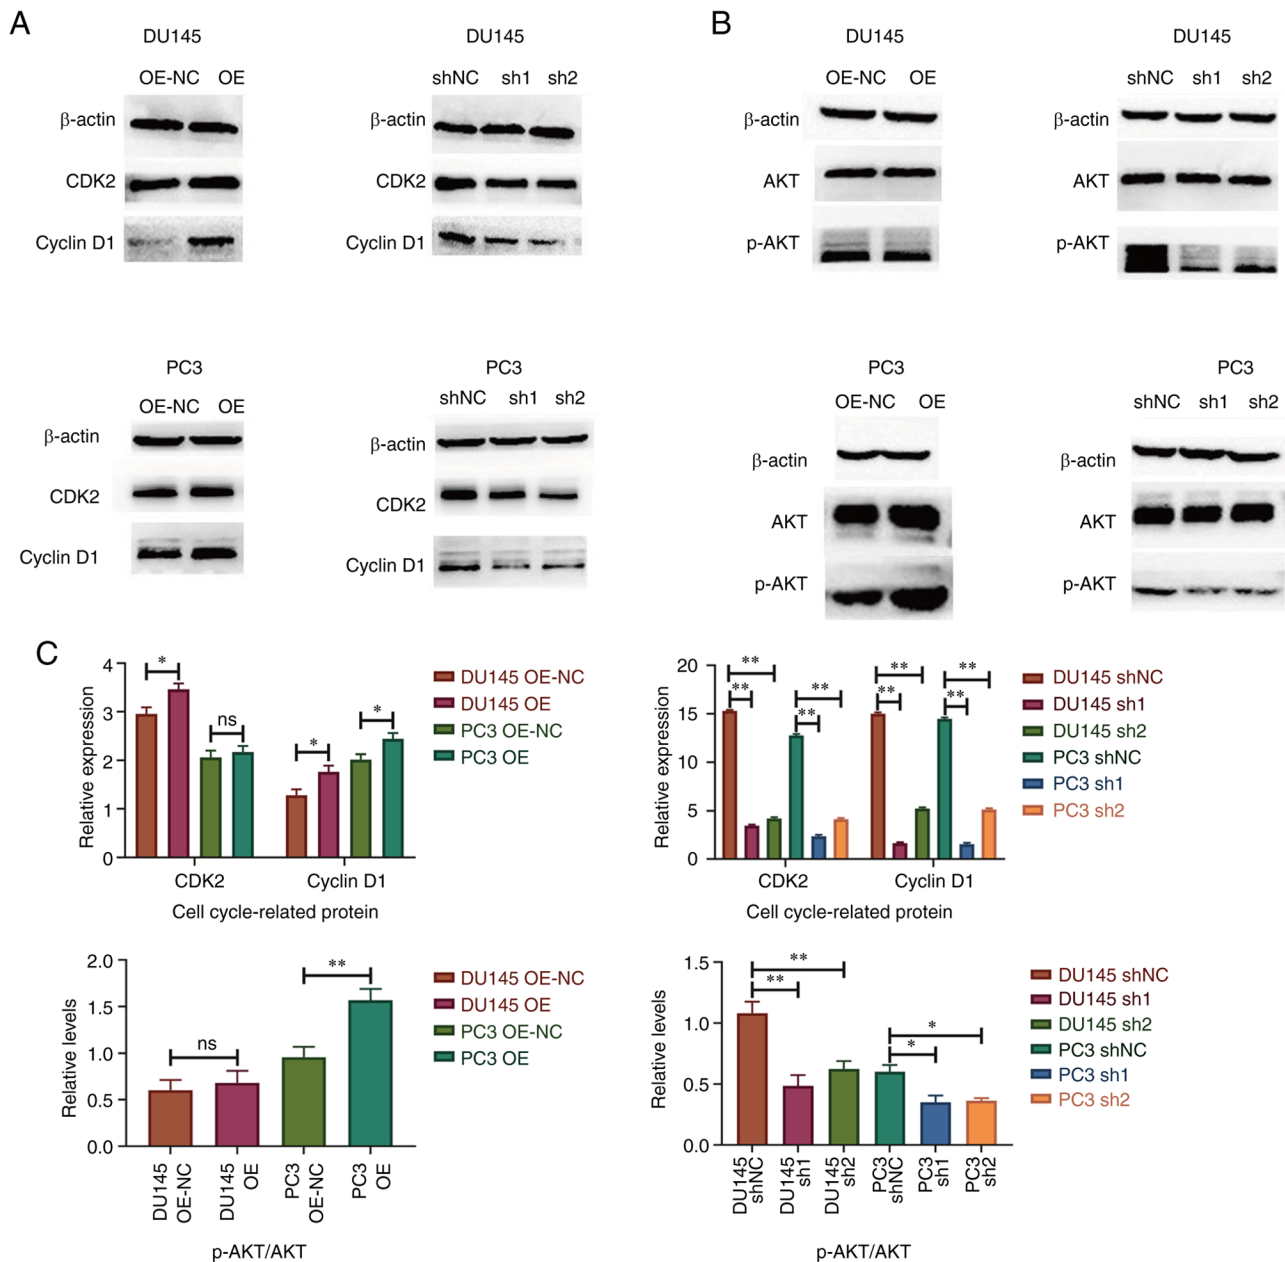 A
B
DU145
DU145
DU145
DU145
OE-NC OE
shNC sh1 sh2
OE-NC OE
shNC sh1 sh2
β-actin
β-actin
β-actin
β-actin
CDK2
CDK2
AKT
AKT
Cyclin D1
Cyclin D1
p-AKT
p-AKT
PC3
PC3
PC3
PC3
OE-NC OE
shNC sh1 sh2
OE-NC OE
shNC sh1 sh2
β-actin
β-actin
β-actin
β-actin
CDK2
CDK2
AKT
AKT
Cyclin D1
Cyclin D1
p-AKT
p-AKT
C
Relative expression
4
3
2
1
0
*
ns
*
*
CDK2
Cyclin D1
Cell cycle-related protein
DU145 OE-NC
DU145 OE
PC3 OE-NC
PC3 OE
Relative expression
20
15
10
5
0
**
**
**
**
**
**
**
**
CDK2
Cyclin D1
Cell cycle-related protein
DU145 shNC
DU145 sh1
DU145 sh2
PC3 shNC
PC3 sh1
PC3 sh2
Relative levels
2.0
1.5
1.0
0.5
0.0
ns
**
DU145
OE-NC
DU145
OE
PC3
OE-NC
PC3
OE
p-AKT/AKT
DU145 OE-NC
DU145 OE
PC3 OE-NC
PC3 OE
Relative levels
1.5
1.0
0.5
0.0
**
**
*
*
DU145
shNC
DU145
sh1
DU145
sh2
PC3
shNC
PC3
sh1
PC3
sh2
p-AKT/AKT
DU145 shNC
DU145 sh1
DU145 sh2
PC3 shNC
PC3 sh1
PC3 sh2